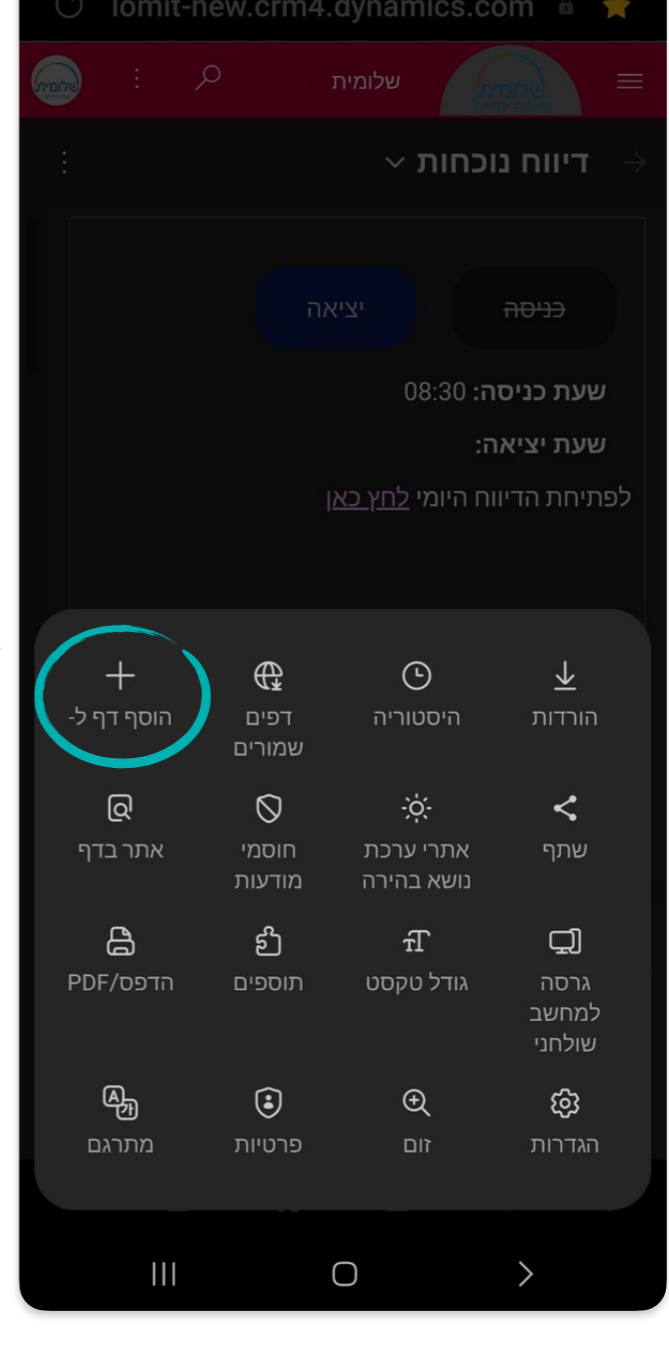 lomit-new.crm4.dynamics.com
שלומית
שלומית
שלומית
דיווח נוכחות
כניסה
יציאה
שעת כניסה: 08:30
שעת יציאה:
לפתיחת הדיווח היומי לחץ כאן
הורדות
היסטוריה
דפים
שמורים
הוסף דף ל-
שתף
אתרי ערכת
נושא בהירה
חוסמי
מודעות
אתר בדף
גרסה
למחשב
שולחני
גודל טקסט
תוספים
הדפס/PDF
הגדרות
זום
פרטיות
מתרגם